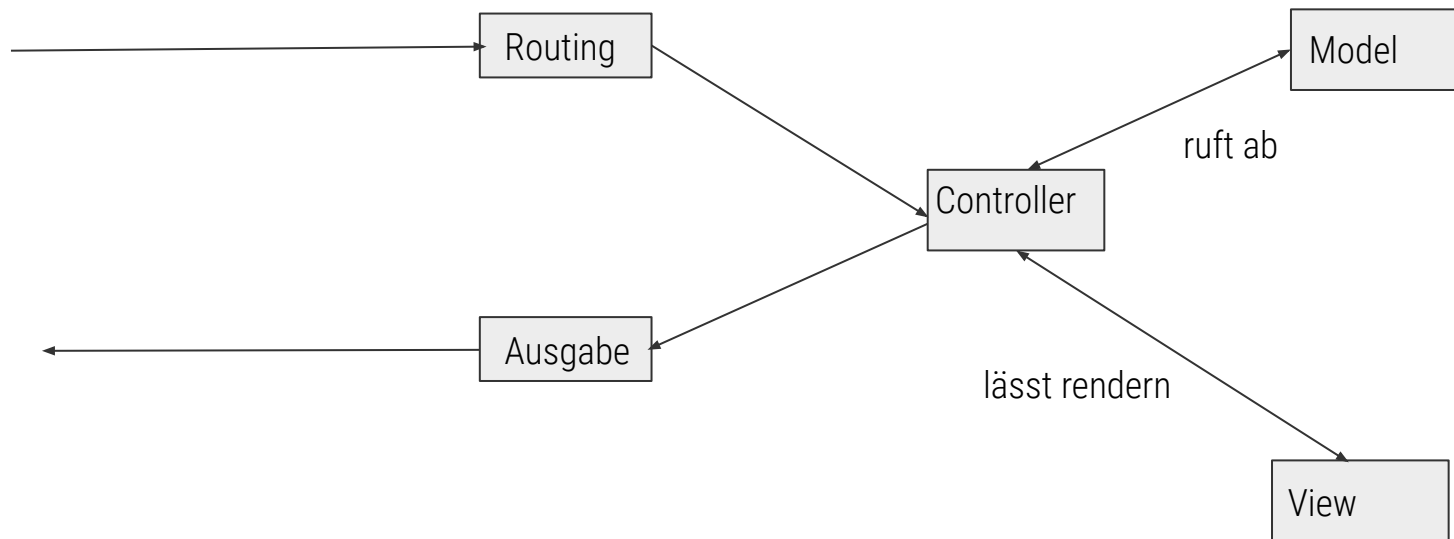 Routing
Model
ruft ab
Controller
Ausgabe
lässt rendern
View